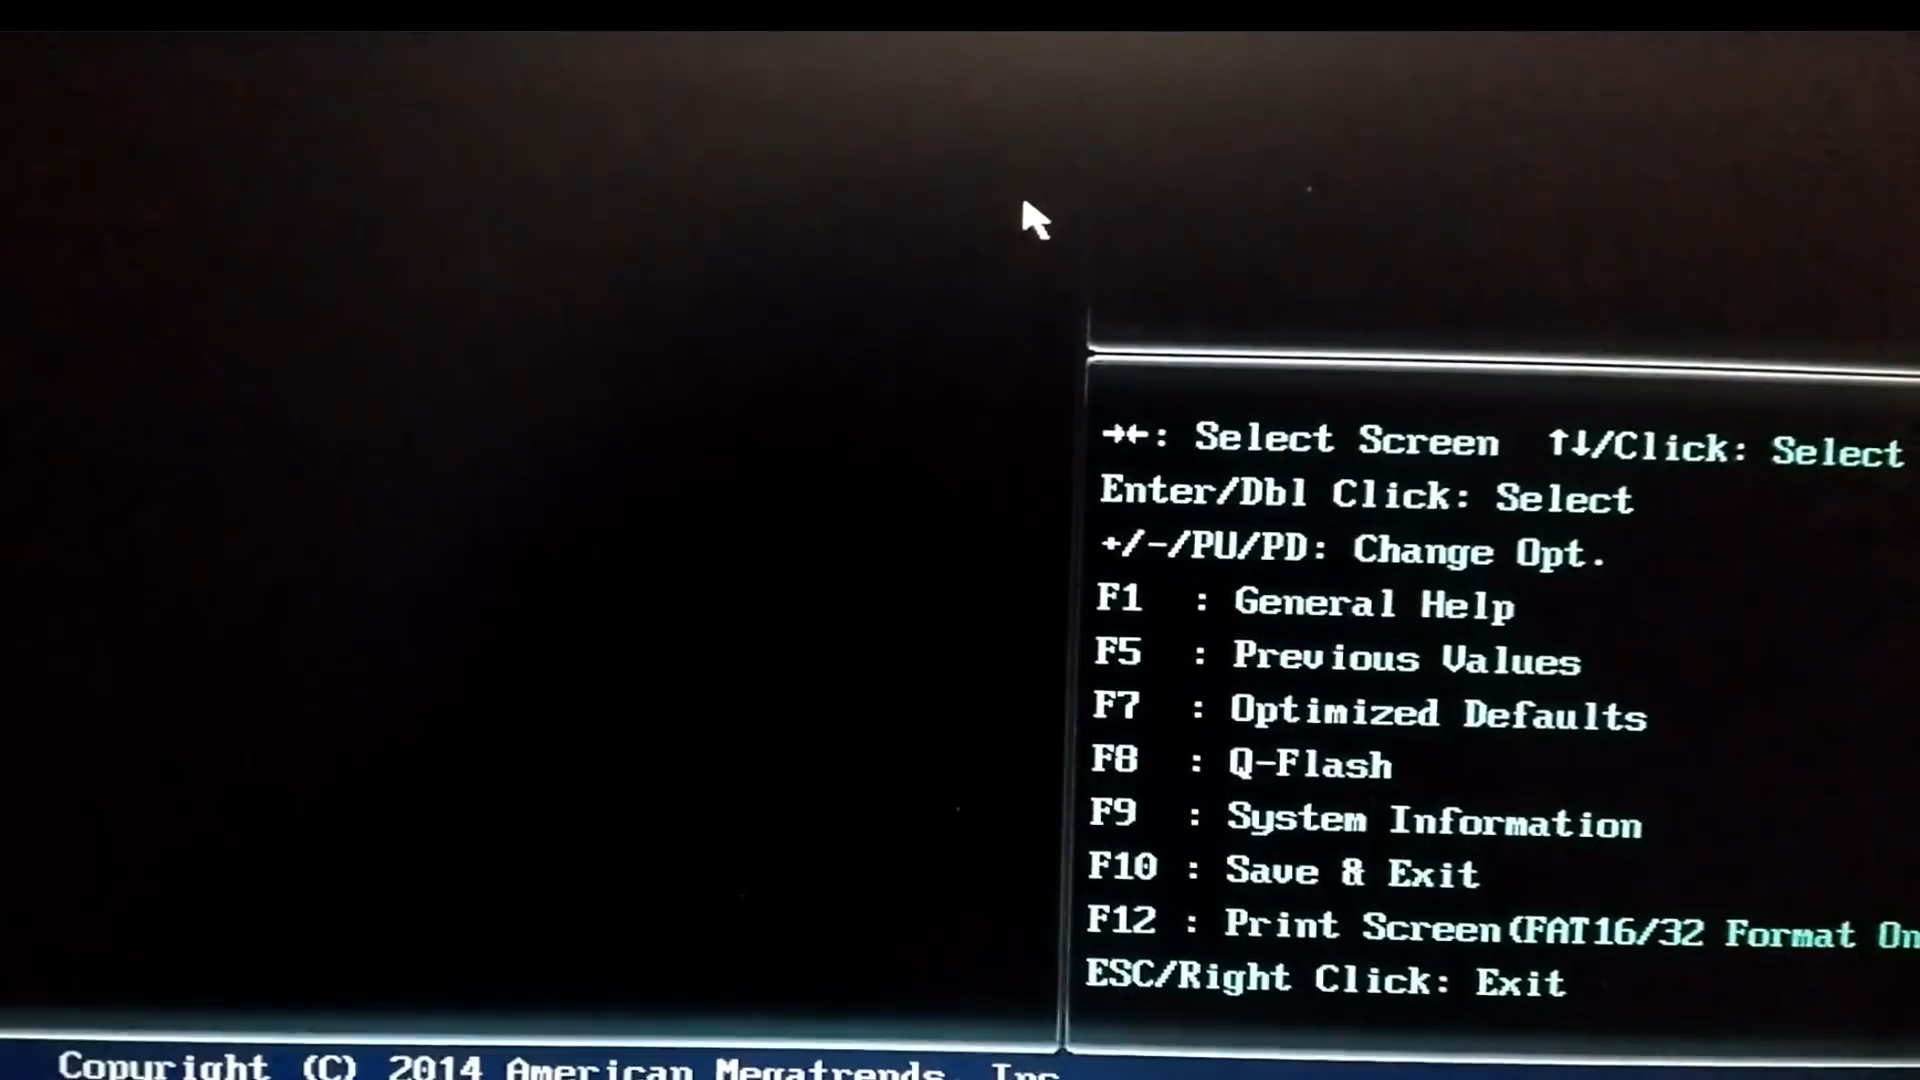 →←: Select Screen ↑↓/Click: Select
Enter/Dbl Click: Select
+/-/PU/PD: Change Opt.
F1 : General Help
F5 : Previous Values
F7 : Optimized Defaults
F8 : Q-Flash
F9 : System Information
F10 : Save & Exit
F12 : Print Screen(FAT16/32 Format On
ESC/Right Click: Exit
Copyright (C) 2014 American Megatrends, Inc